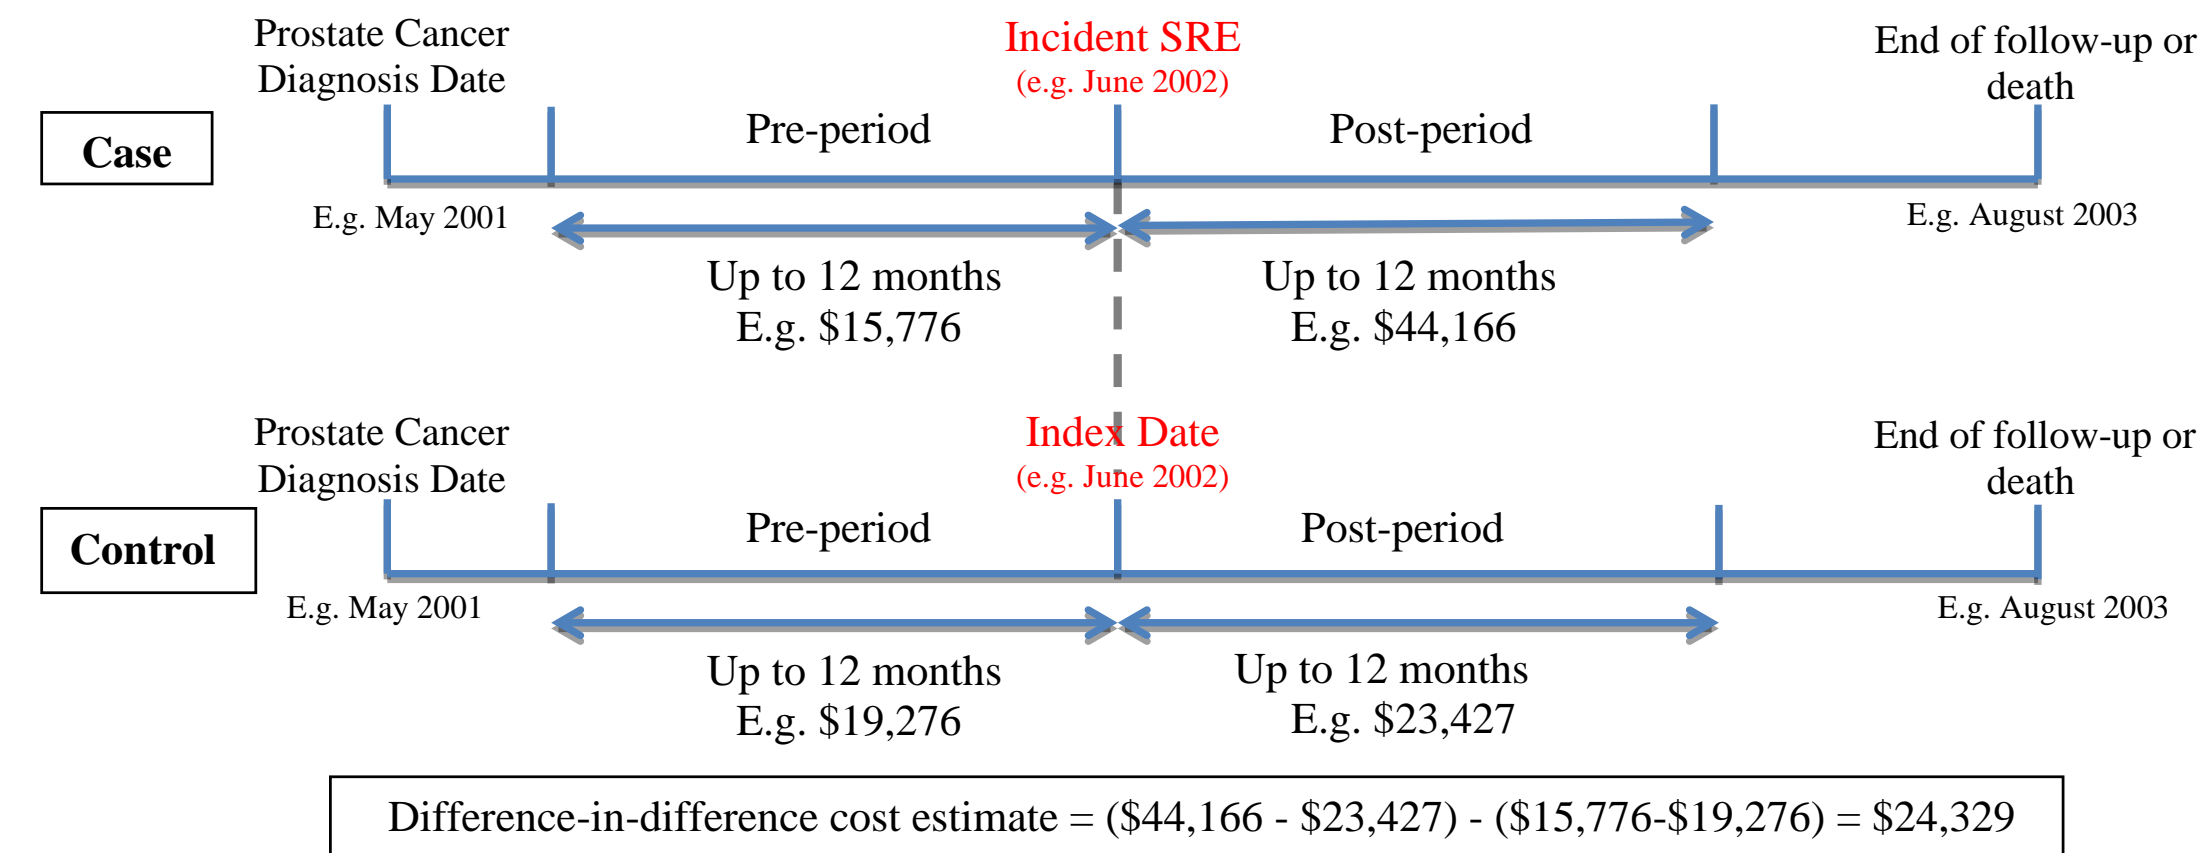 Prostate Cancer
Diagnosis Date
Incident SRE
(e.g. June 2002)
End of follow-up or
death
Case
Pre-period
Post-period
E.g. May 2001
E.g. August 2003
Up to 12 months
E.g. $15,776
Up to 12 months
E.g. $44,166
Prostate Cancer
Diagnosis Date
Index Date
(e.g. June 2002)
End of follow-up or
death
Control
Pre-period
Post-period
E.g. May 2001
E.g. August 2003
Up to 12 months
E.g. $19,276
Up to 12 months
E.g. $23,427
Difference-in-difference cost estimate = ($44,166 - $23,427) - ($15,776-$19,276) = $24,329